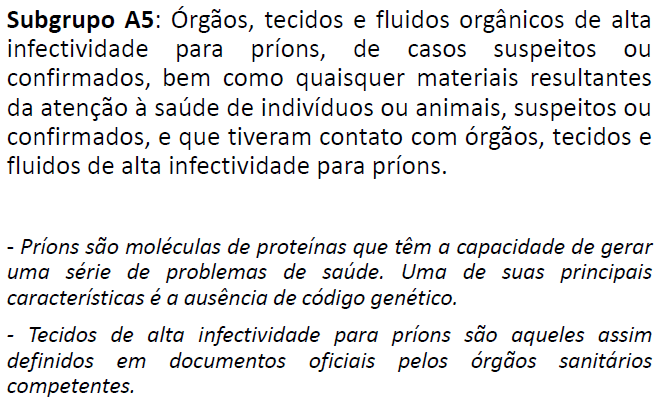 Subgrupo A5: Órgãos, tecidos e fluidos orgânicos de alta
infectividade para príons, de casos suspeitos ou
confirmados, bem como quaisquer materiais resultantes
da atenção à saúde de indivíduos ou animais, suspeitos ou
confirmados, e que tiveram contato com órgãos, tecidos e
fluidos de alta infectividade para príons.
- Príons são moléculas de proteínas que têm a capacidade de gerar
uma série de problemas de saúde. Uma de suas principais
características é a ausência de código genético.
- Tecidos de alta infectividade para príons são aqueles assim
definidos em documentos oficiais pelos órgãos sanitários
competentes.